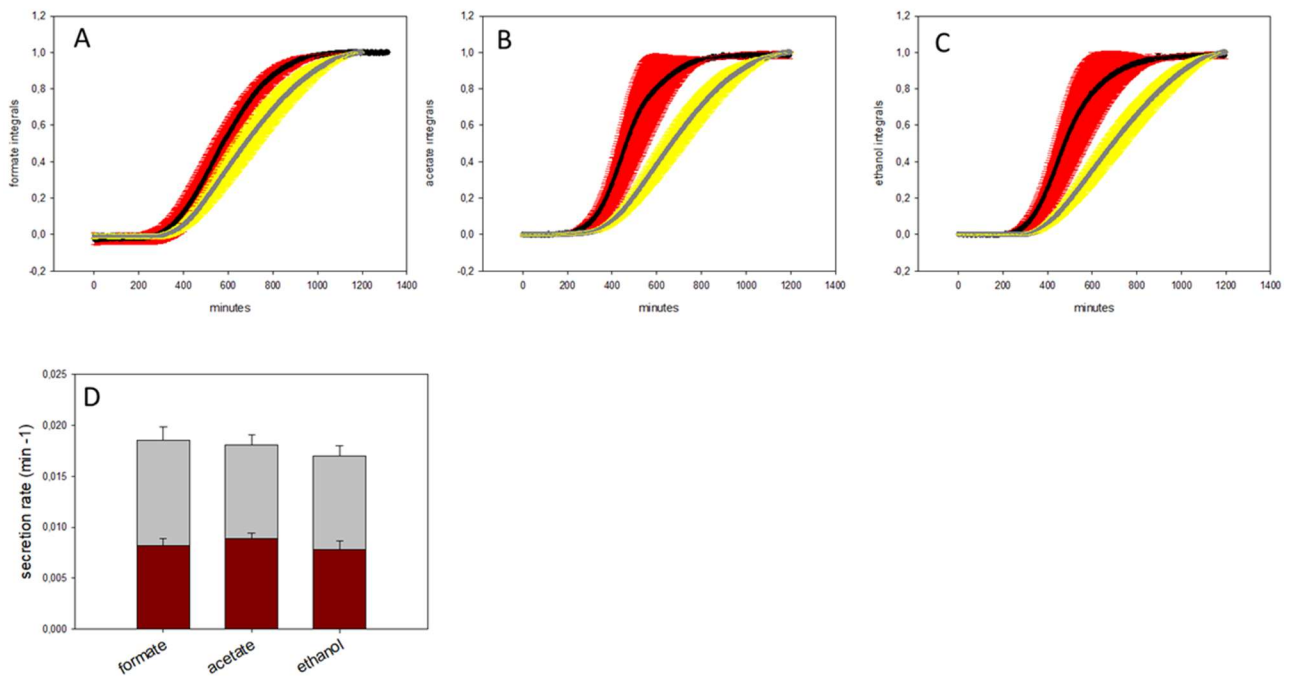 A
1,2
1,0
0,8
0,6
0,4
0,2
0,0
-0,2
formate integrals
0 200 400 600 800 1000 1200 1400
minutes
B
1,2
1,0
0,8
0,6
0,4
0,2
0,0
-0,2
acetate integrals
0 200 400 600 800 1000 1200 1400
minutes
C
1,2
1,0
0,8
0,6
0,4
0,2
0,0
-0,2
ethanol integrals
0 200 400 600 800 1000 1200 1400
minutes
D
0,025
0,020
0,015
0,010
0,005
0,000
secretion rate (min -1)
formate acetate ethanol